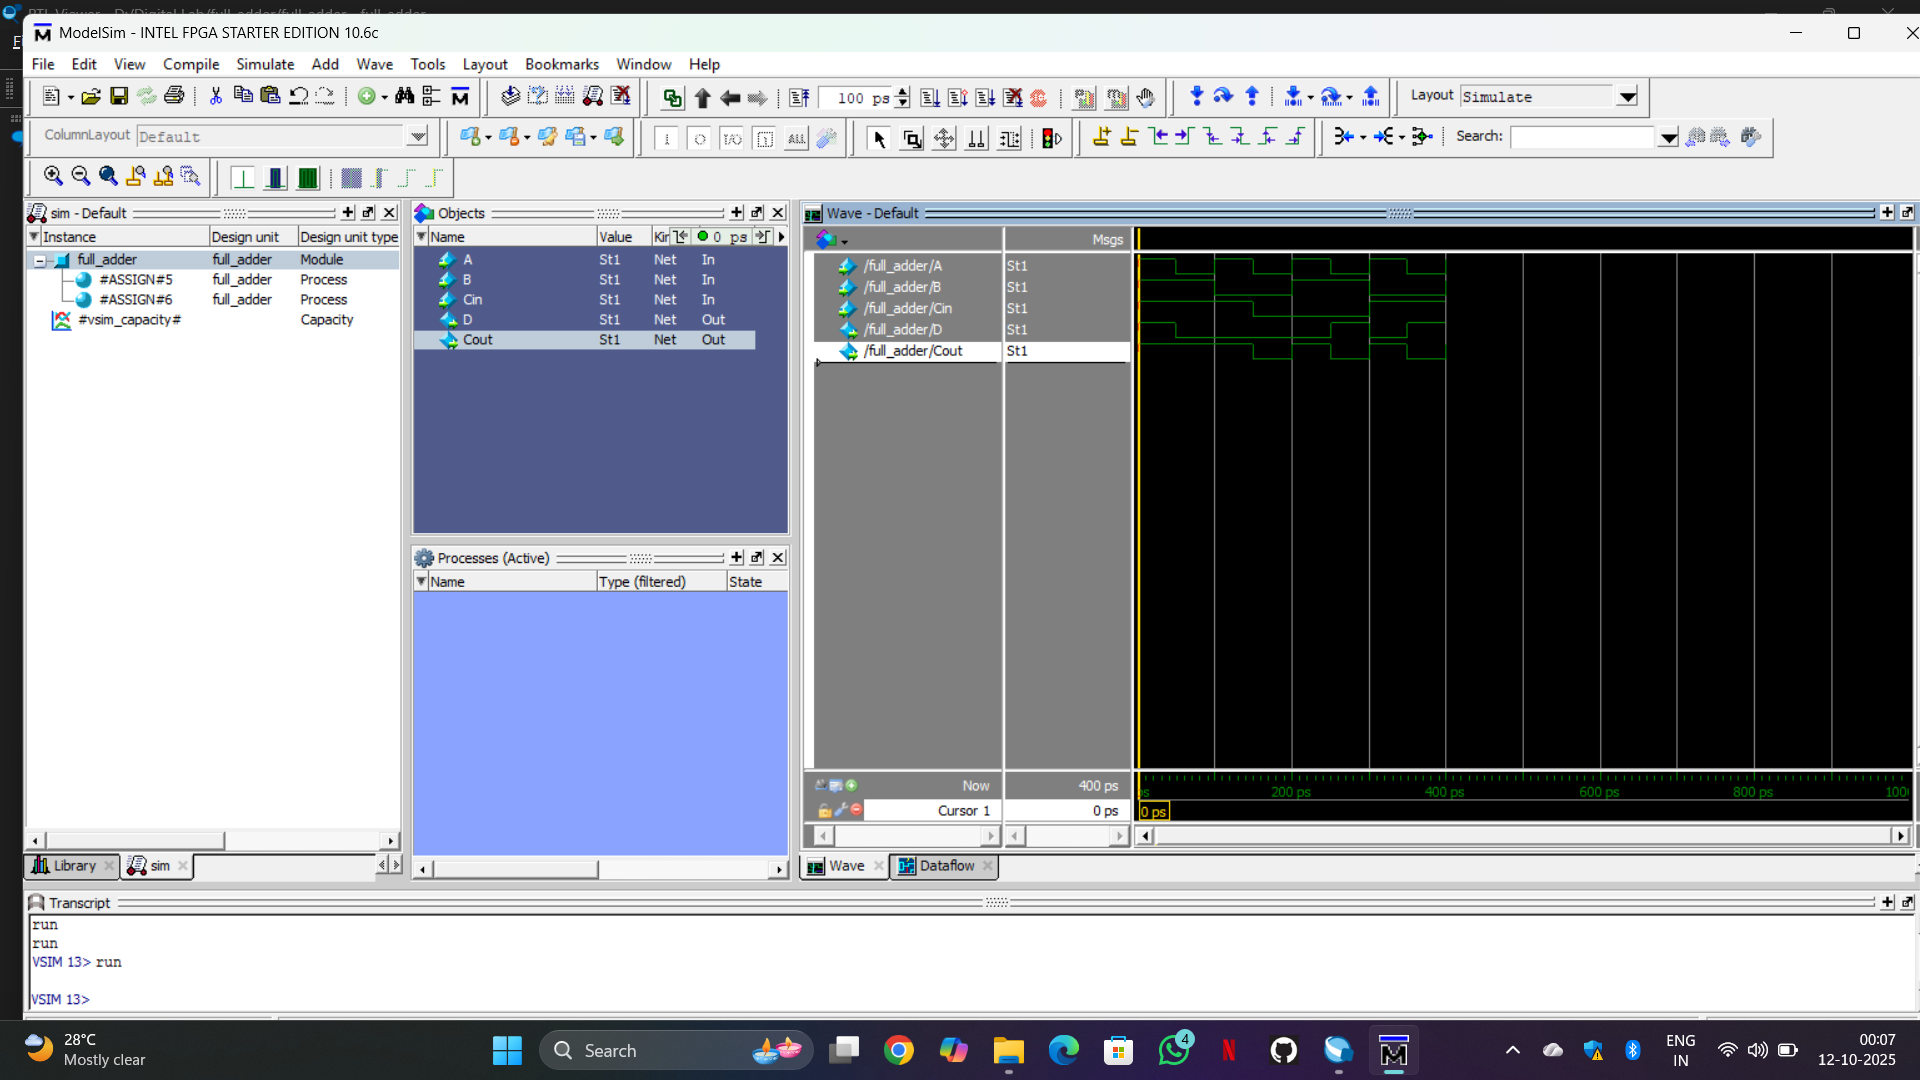 ModelSim - INTEL FPGA STARTER EDITION 10.6c
File Edit View Compile Simulate Add Wave Tools Layout Bookmarks Window Help
100 ps
Layout Simulate
ColumnLayout Default
ALL
Search:
sim - Default
Instance Design unit Design unit type
full_adder full_adder Module
#ASSIGN#5 full_adder Process
#ASSIGN#6 full_adder Process
#vsim_capacity# Capacity
Library
sim
Objects
Name Value Kir 0 ps
A St1 Net In
B St1 Net In
Cin St1 Net In
D St1 Net Out
Cout St1 Net Out
Processes (Active)
Name Type (filtered) State
Wave - Default
Msgs
/full_adder/A St1
/full_adder/B St1
/full_adder/Cin St1
/full_adder/D St1
/full_adder/Cout St1
Now 400 ps
Cursor 1 0 ps
ps 200 ps 400 ps 600 ps 800 ps 100
0 ps
Wave
Dataflow
Transcript
run
run
VSIM 13> run
VSIM 13>
28°C
Mostly clear
Search
4
ENG
IN
00:07
12-10-2025